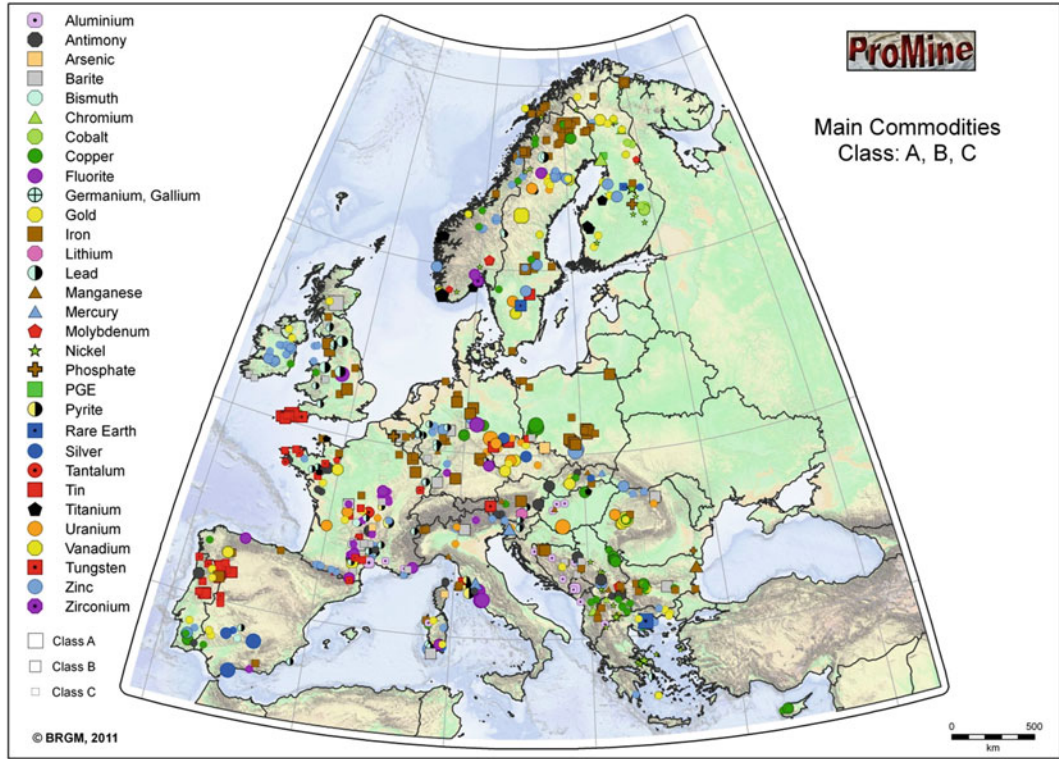 Aluminium
Antimony
Arsenic
Barite
Bismuth
Chromium
Cobalt
Copper
Fluorite
Germanium, Gallium
Gold
Iron
Lithium
Lead
Manganese
Mercury
Molybdenum
Nickel
Phosphate
PGE
Pyrite
Rare Earth
Silver
Tantalum
Tin
Titanium
Uranium
Vanadium
Tungsten
Zinc
Zirconium
Class A
Class B
Class C
© BRGM, 2011
ProMine
Main Commodities
Class: A, B, C
0 500
km